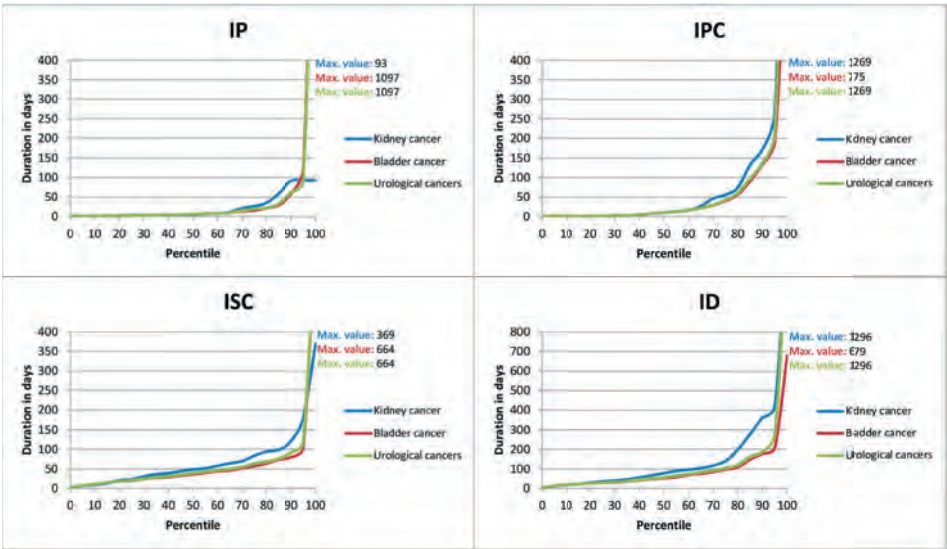 IP
Max. value: 93
Max. value: 1097
Max. value: 1097
Duration in days
400
350
300
250
200
150
100
50
0
Kidney cancer
Bladder cancer
Urological cancers
0 10 20 30 40 50 60 70 80 90 100
Percentile
IPC
Max. value: 1269
Max. value:
Max. value: 1269
Duration in days
400
350
300
250
200
150
100
50
0
Kidney cancer
Bladder cancer
Urological cancers
0 10 20 30 40 50 60 70 80 90 100
Percentile
ISC
Max. value: 369
Max. value: 664
Max. value: 664
Duration in days
400
350
300
250
200
150
100
50
0
Kidney cancer
Bladder cancer
Urological cancers
0 10 20 30 40 50 60 70 80 90 100
Percentile
ID
Max. value: 1296
Max. value: 679
Max. value: 1296
Duration in days
800
700
600
500
400
300
200
100
0
Kidney cancer
Bladder cancer
Urological cancers
0 10 20 30 40 50 60 70 80 90 100
Percentile